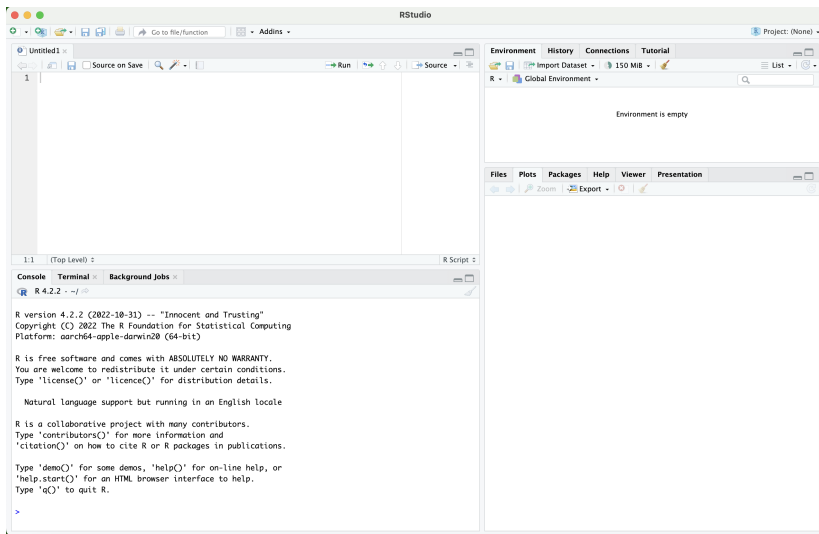 RStudio
Go to file/function
Addins
Project: (None)
Untitled1
Source on Save
Run
Source
1
1:1
(Top Level)
R Script
Console Terminal Background Jobs
R 4.2.2 · ~/
R version 4.2.2 (2022-10-31) -- "Innocent and Trusting"
Copyright (C) 2022 The R Foundation for Statistical Computing
Platform: aarch64-apple-darwin20 (64-bit)
R is free software and comes with ABSOLUTELY NO WARRANTY.
You are welcome to redistribute it under certain conditions.
Type 'license()' or 'licence()' for distribution details.
Natural language support but running in an English locale
R is a collaborative project with many contributors.
Type 'contributors()' for more information and
'citation()' on how to cite R or R packages in publications.
Type 'demo()' for some demos, 'help()' for on-line help, or
'help.start()' for an HTML browser interface to help.
Type 'q()' to quit R.
>
Environment History Connections Tutorial
Import Dataset
150 MiB
List
R
Global Environment
Environment is empty
Files Plots Packages Help Viewer Presentation
Zoom
Export